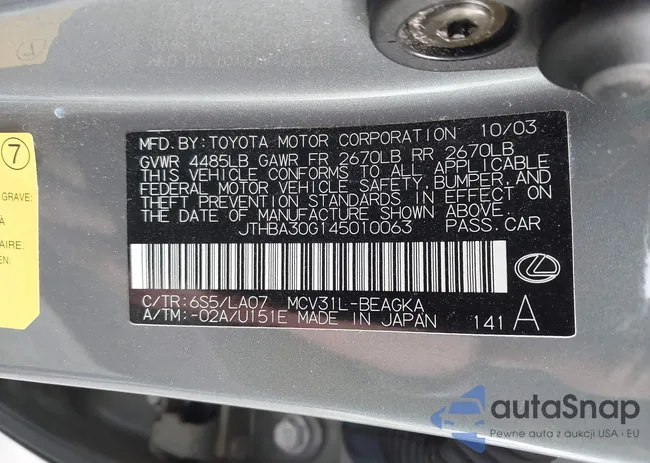 7
GRAVE:
À
AIRE.
MFD. BY: TOYOTA MOTOR CORPORATION 10/03
GVWR 4485LB GAWR FR 2670LB RR 2670LB
THIS VEHICLE CONFORMS TO ALL APPLICABLE
FEDERAL MOTOR VEHICLE SAFETY, BUMPER, AND
THEFT PREVENTION STANDARDS IN EFFECT ON
THE DATE OF MANUFACTURE SHOWN ABOVE.
JTHBA30G145010063 PASS. CAR
C/TR: 6S5/LA07 MCV31L-BEAGKA
A/TM: -02A/U151E MADE IN JAPAN 141 A
autaSnap
Pewne auta z aukcji USA i EU